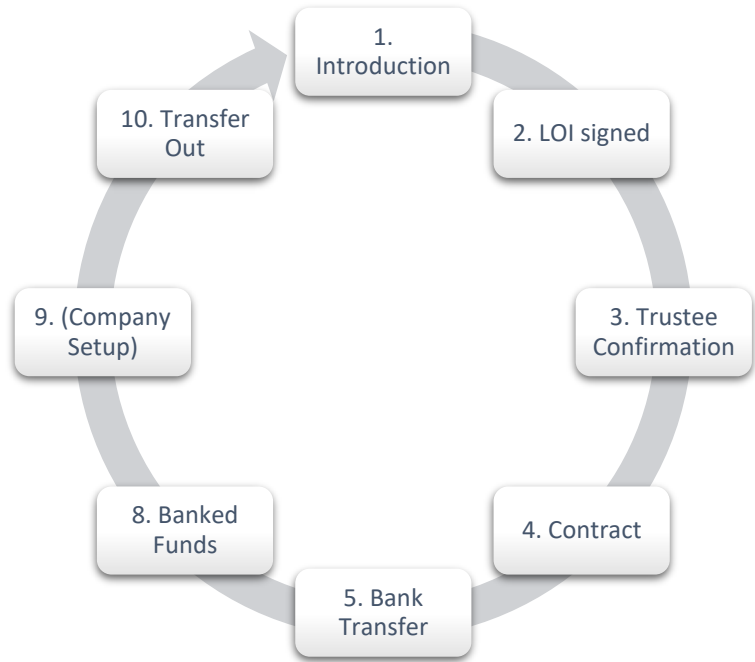 1.
Introduction
2. LOI signed
3. Trustee
Confirmation
4. Contract
5. Bank
Transfer
8. Banked
Funds
9. (Company
Setup)
10. Transfer
Out